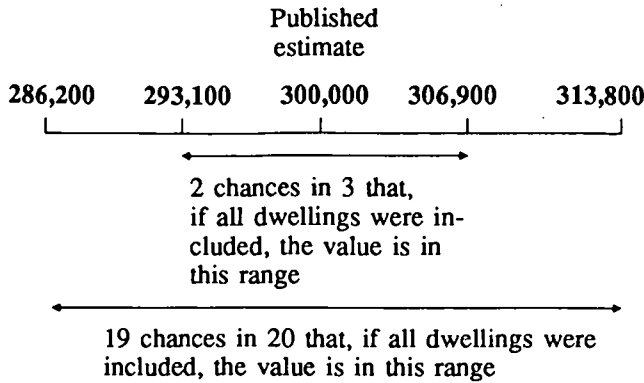 Published
estimate
286,200 293,100 300,000 306,900 313,800
2 chances in 3 that,
if all dwellings were in-
cluded, the value is in
this range
19 chances in 20 that, if all dwellings were
included, the value is in this range